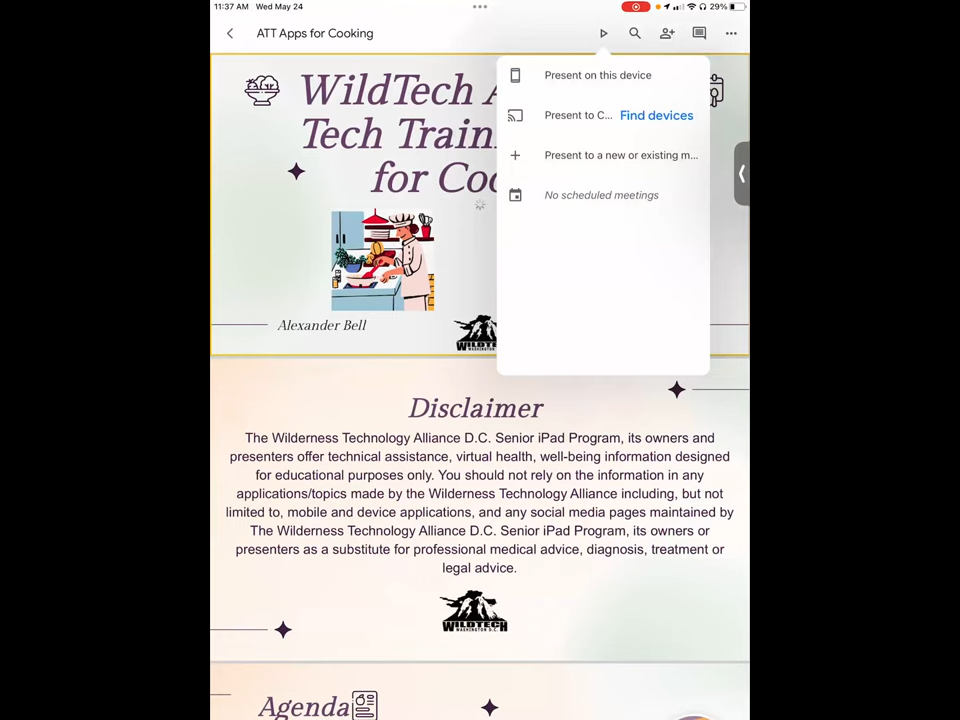 11:37 AM Wed May 24
29%
ATT Apps for Cooking
Present on this device
Present to C... Find devices
Present to a new or existing m...
No scheduled meetings
WildTech
Tech
for
Alexander Bell
WILDTECH
Disclaimer
The Wilderness Technology Alliance D.C. Senior iPad Program, its owners and
presenters offer technical assistance, virtual health, well-being information designed
for educational purposes only. You should not rely on the information in any
applications/topics made by the Wilderness Technology Alliance including, but not
limited to, mobile and device applications, and any social media pages maintained by
The Wilderness Technology Alliance D.C. Senior iPad Program, its owners or
presenters as a substitute for professional medical advice, diagnosis, treatment or
legal advice.
WILDTECH
WASHINGTON D.C.
Agenda